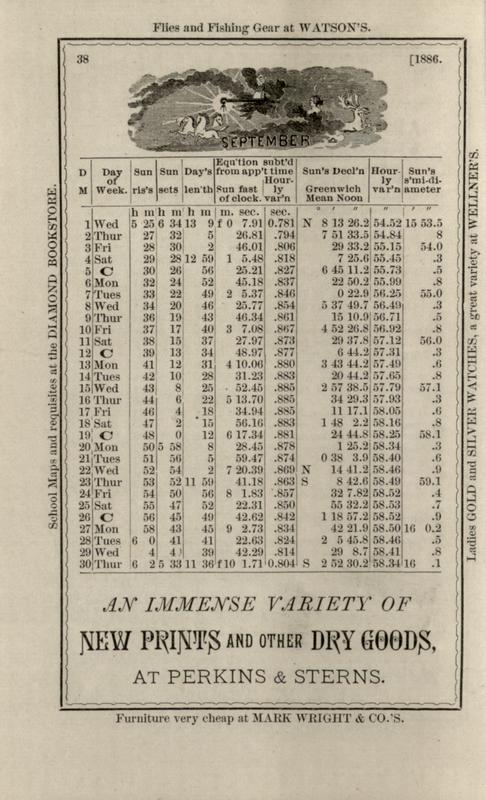 Flies and Fishing Gear at WATSON'S.
38 [1886.
SEPTEMBER
D M | Day of Week. | Sun ris's | Sun sets | Day's len'th | Equ'tion subt'd from app't time Sun fast of clock. | Hourly var'n | Sun's Decl'n Greenwich Mean Noon | Hourly var'n | Sun's s'mi-diameter
h m h m h m m. sec. sec. ° ′ ″ ″ ′ ″
1 Wed 5 25 6 34 13 9 f 0 7.91 0.781 N 8 13 26.2 54.52 15 53.5
2 Thur 27 32 5 26.81 .794 7 51 33.5 54.84 8
3 Fri 28 30 2 46.01 .806 29 33.2 55.15 54.0
4 Sat 29 28 12 59 1 5.48 .818 7 25.6 55.45 .3
5 C 30 26 56 25.21 .827 6 45 11.2 55.73 .5
6 Mon 32 24 52 45.18 .837 22 50.2 55.99 .8
7 Tues 33 22 49 2 5.37 .846 0 22.9 56.25 55.0
8 Wed 34 20 46 25.77 .854 5 37 49.7 56.49 .3
9 Thur 36 19 43 46.34 .861 15 10.9 56.71 .5
10 Fri 37 17 40 3 7.08 .867 4 52 26.8 56.92 .8
11 Sat 38 15 37 27.97 .873 29 37.8 57.12 56.0
12 C 39 13 34 48.97 .877 6 44.2 57.31 .3
13 Mon 41 12 31 4 10.06 .880 3 43 44.2 57.49 .6
14 Tues 42 10 28 31.23 .883 20 44.2 57.65 .8
15 Wed 43 8 25 52.45 .885 2 57 38.5 57.79 57.1
16 Thur 44 6 22 5 13.70 .885 34 29.3 57.93 .3
17 Fri 46 4 18 34.94 .885 11 17.1 58.05 .6
18 Sat 47 2 15 56.16 .883 1 48 2.2 58.16 .8
19 C 48 0 12 6 17.34 .881 24 44.8 58.25 58.1
20 Mon 50 5 58 8 28.45 .878 1 25.2 58.34 .3
21 Tues 51 56 5 59.47 .874 0 38 3.9 58.40 .6
22 Wed 52 54 2 7 20.39 .869 N 14 41.2 58.46 .9
23 Thur 53 52 11 59 41.18 .863 S 8 42.6 58.49 59.1
24 Fri 54 50 56 8 1.83 .857 32 7.82 58.52 .4
25 Sat 55 47 52 22.31 .850 55 32.2 58.53 .7
26 C 56 45 49 42.62 .842 1 18 57.2 58.52 .9
27 Mon 58 43 45 9 2.73 .834 42 21.9 58.50 16 0.2
28 Tues 6 0 41 41 22.63 .824 2 5 45.8 58.46 .5
29 Wed 4 39 42.29 .814 29 8.7 58.41 .8
30 Thur 6 2 5 33 11 36 f10 1.71 0.804 S 2 52 30.2 58.34 16 .1
AN IMMENSE VARIETY OF
NEW PRINTS AND OTHER DRY GOODS,
AT PERKINS & STERNS.
Furniture very cheap at MARK WRIGHT & CO.'S.
School Maps and requisites at the DIAMOND BOOKSTORE.
Ladies GOLD and SILVER WATCHES, a great variety at WELLNER'S.